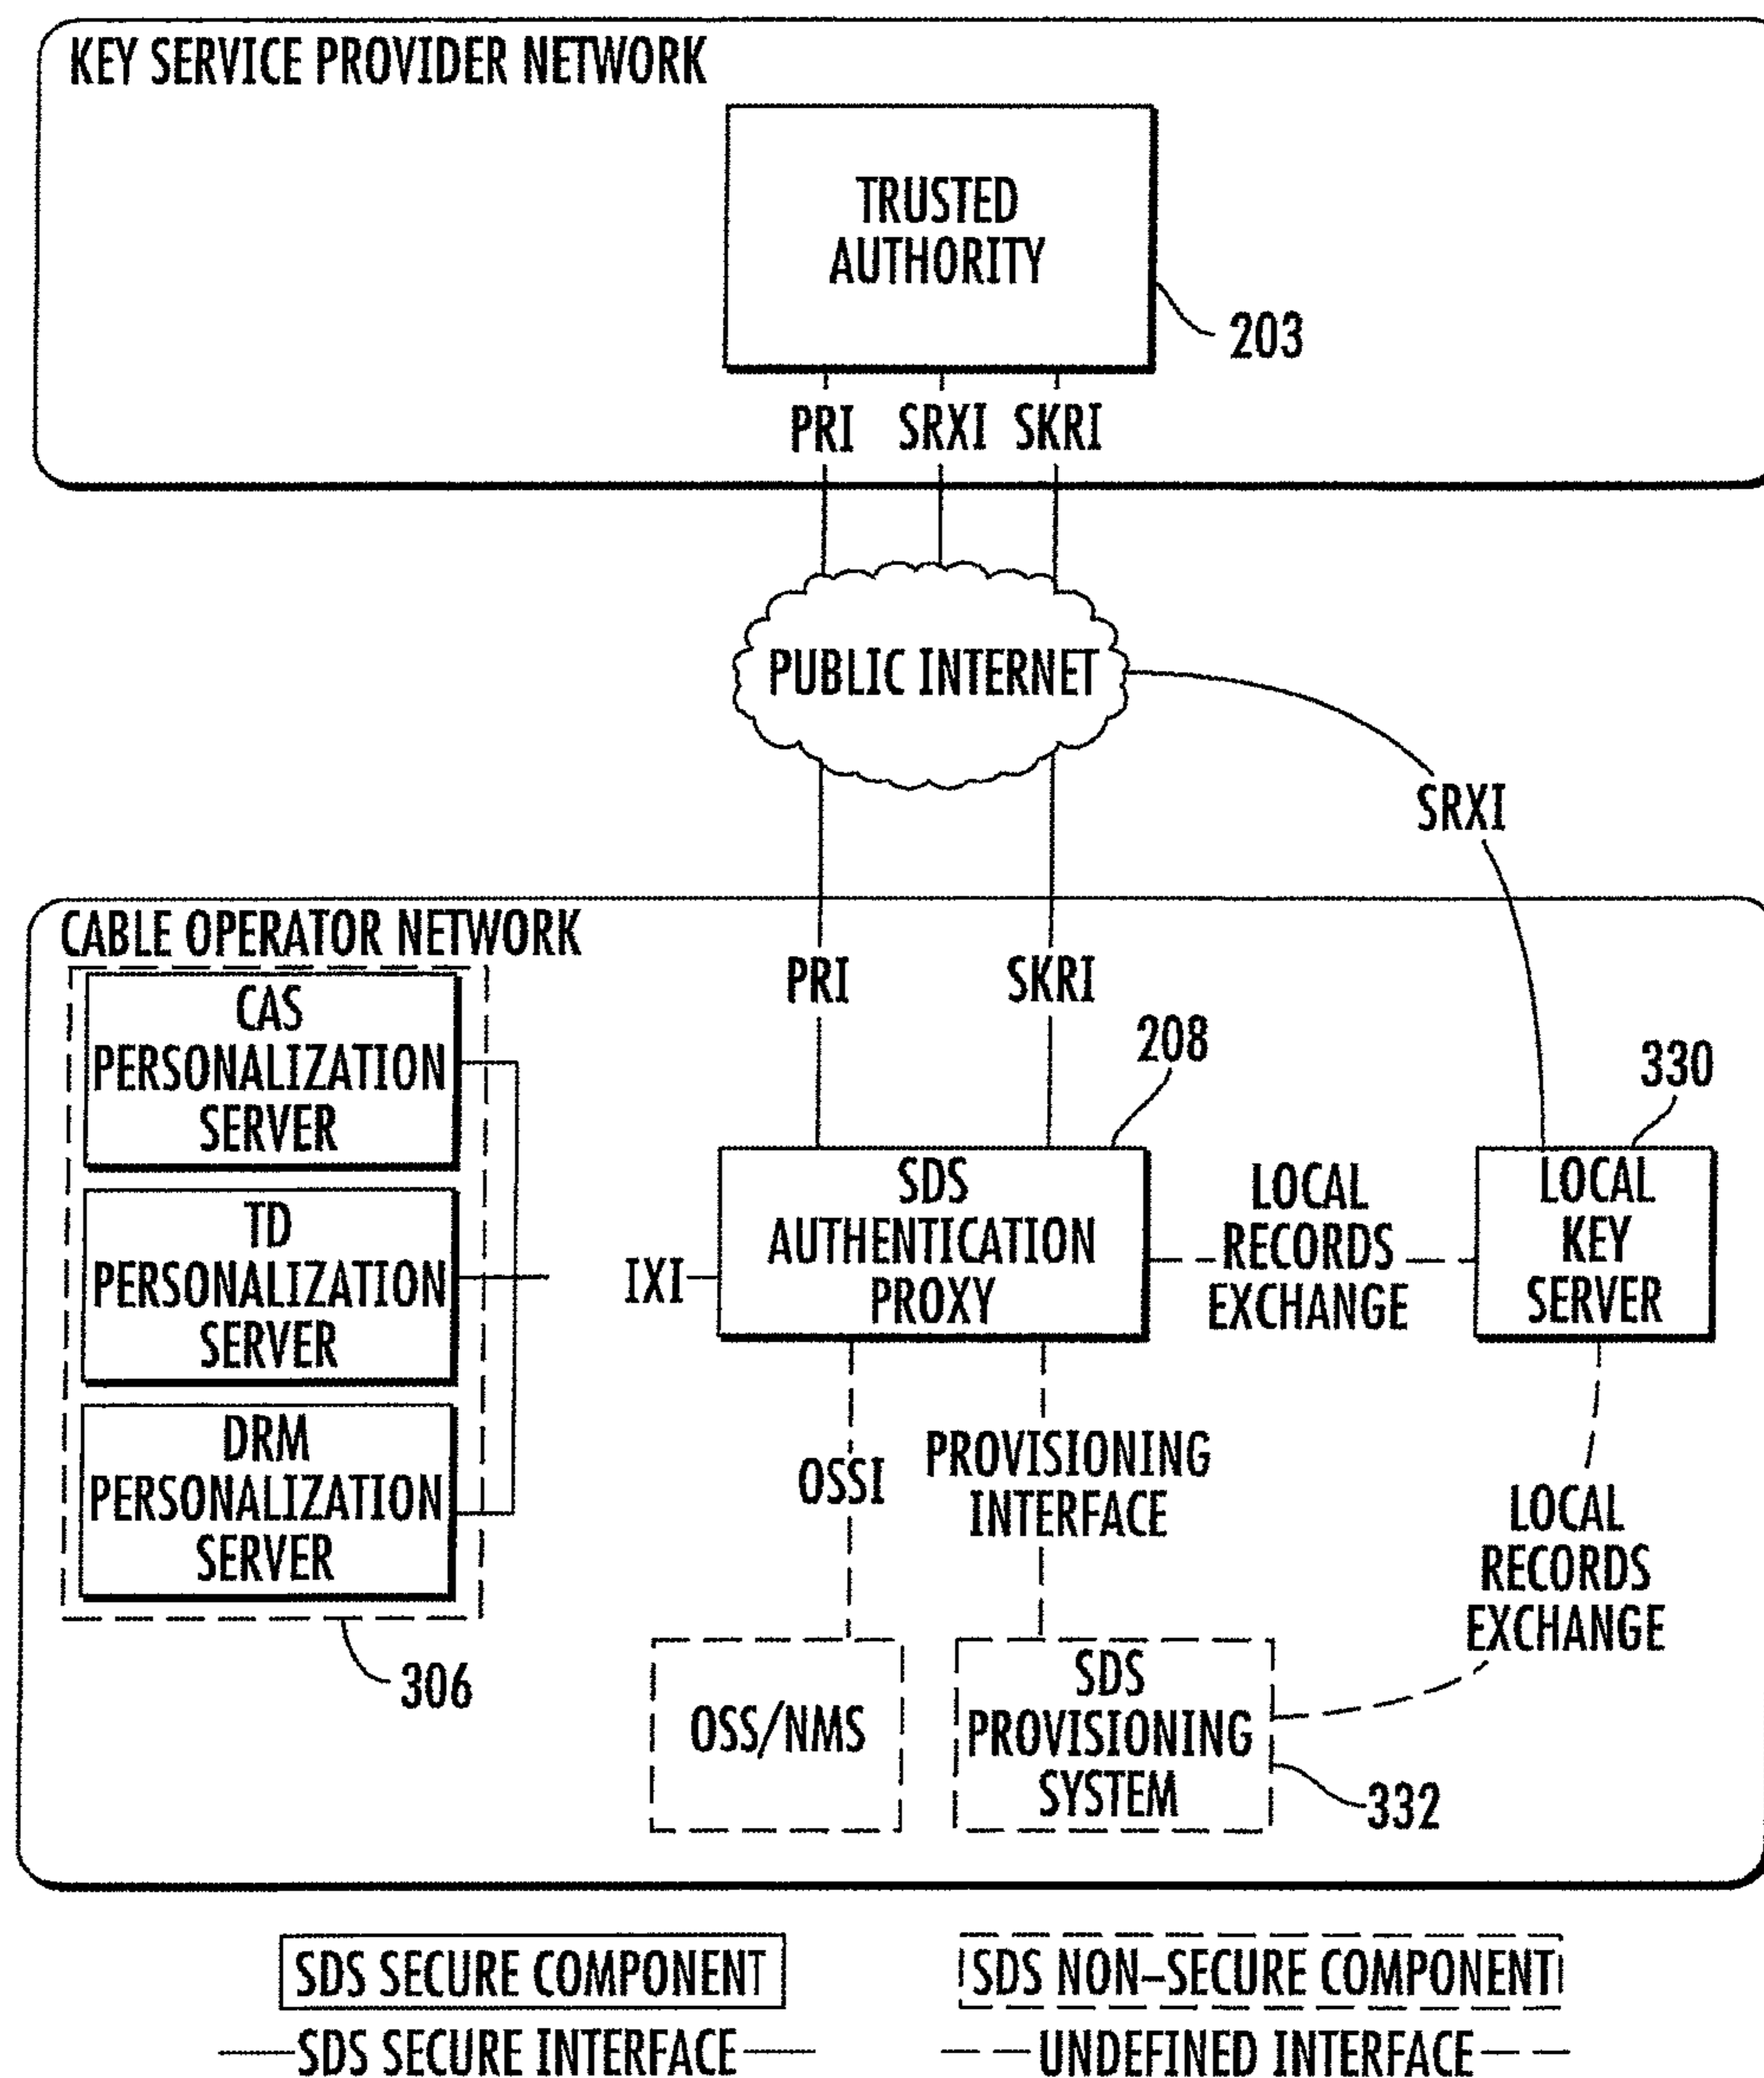 KEY SERVICE PROVIDER NETWORK
TRUSTED
AUTHORITY
203
PRI SRXI SKRI
PUBLIC INTERNET
SRXI
CABLE OPERATOR NETWORK
CAS
PERSONALIZATION
SERVER
TD
PERSONALIZATION
SERVER
DRM
PERSONALIZATION
SERVER
306
PRI
SKRI
208
330
IXI
SDS
AUTHENTICATION
PROXY
LOCAL
RECORDS
EXCHANGE
LOCAL
KEY
SERVER
OSSI
PROVISIONING
INTERFACE
LOCAL
RECORDS
EXCHANGE
OSS/NMS
SDS
PROVISIONING
SYSTEM
332
SDS SECURE COMPONENT
SDS NON–SECURE COMPONENT
SDS SECURE INTERFACE
UNDEFINED INTERFACE